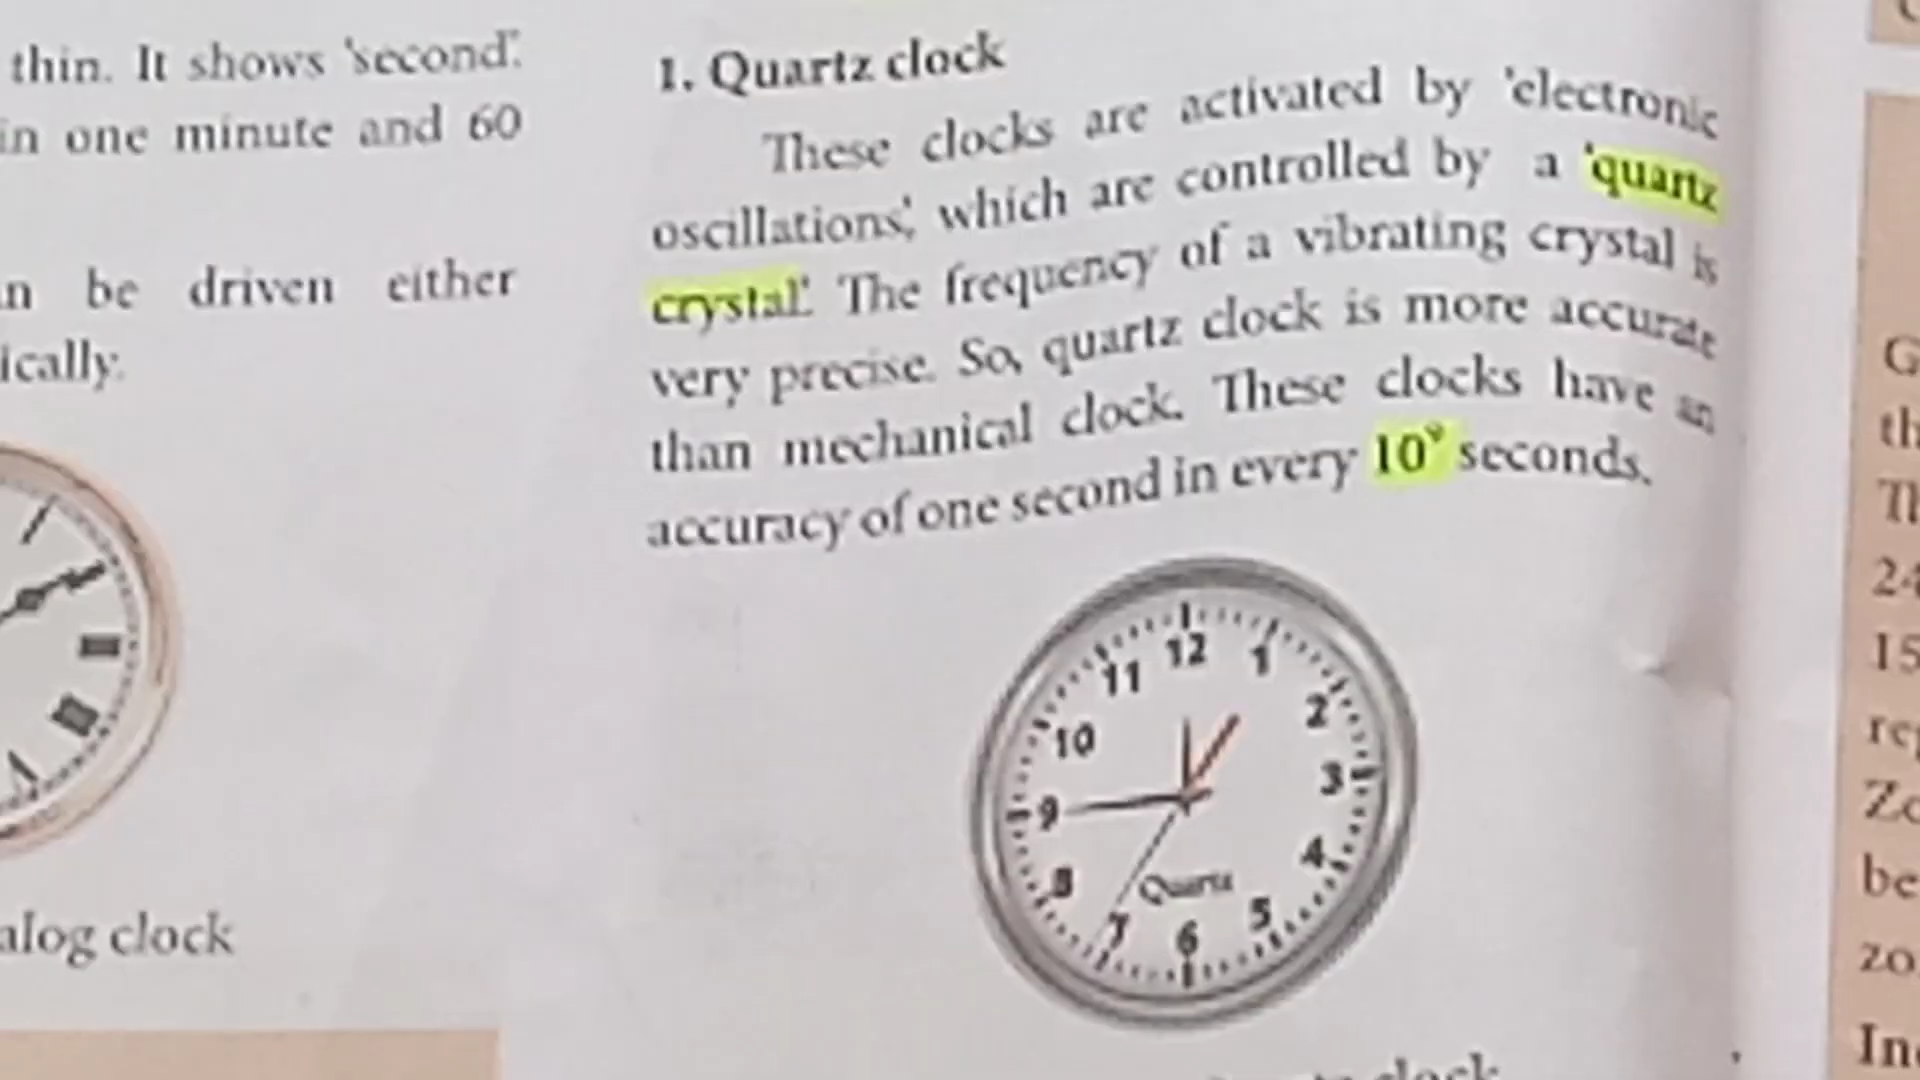 thin. It shows 'second'.
in one minute and 60
be driven either
ically.
alog clock
1. Quartz clock
These clocks are activated by 'electronic
oscillations', which are controlled by a 'quartz
crystal'. The frequency of a vibrating crystal is
very precise. So, quartz clock is more accurate
than mechanical clock. These clocks have an
accuracy of one second in every 10⁹ seconds.
12
11 1
10 2
9 3
8 4
7 6 5
Quartz
clock
15